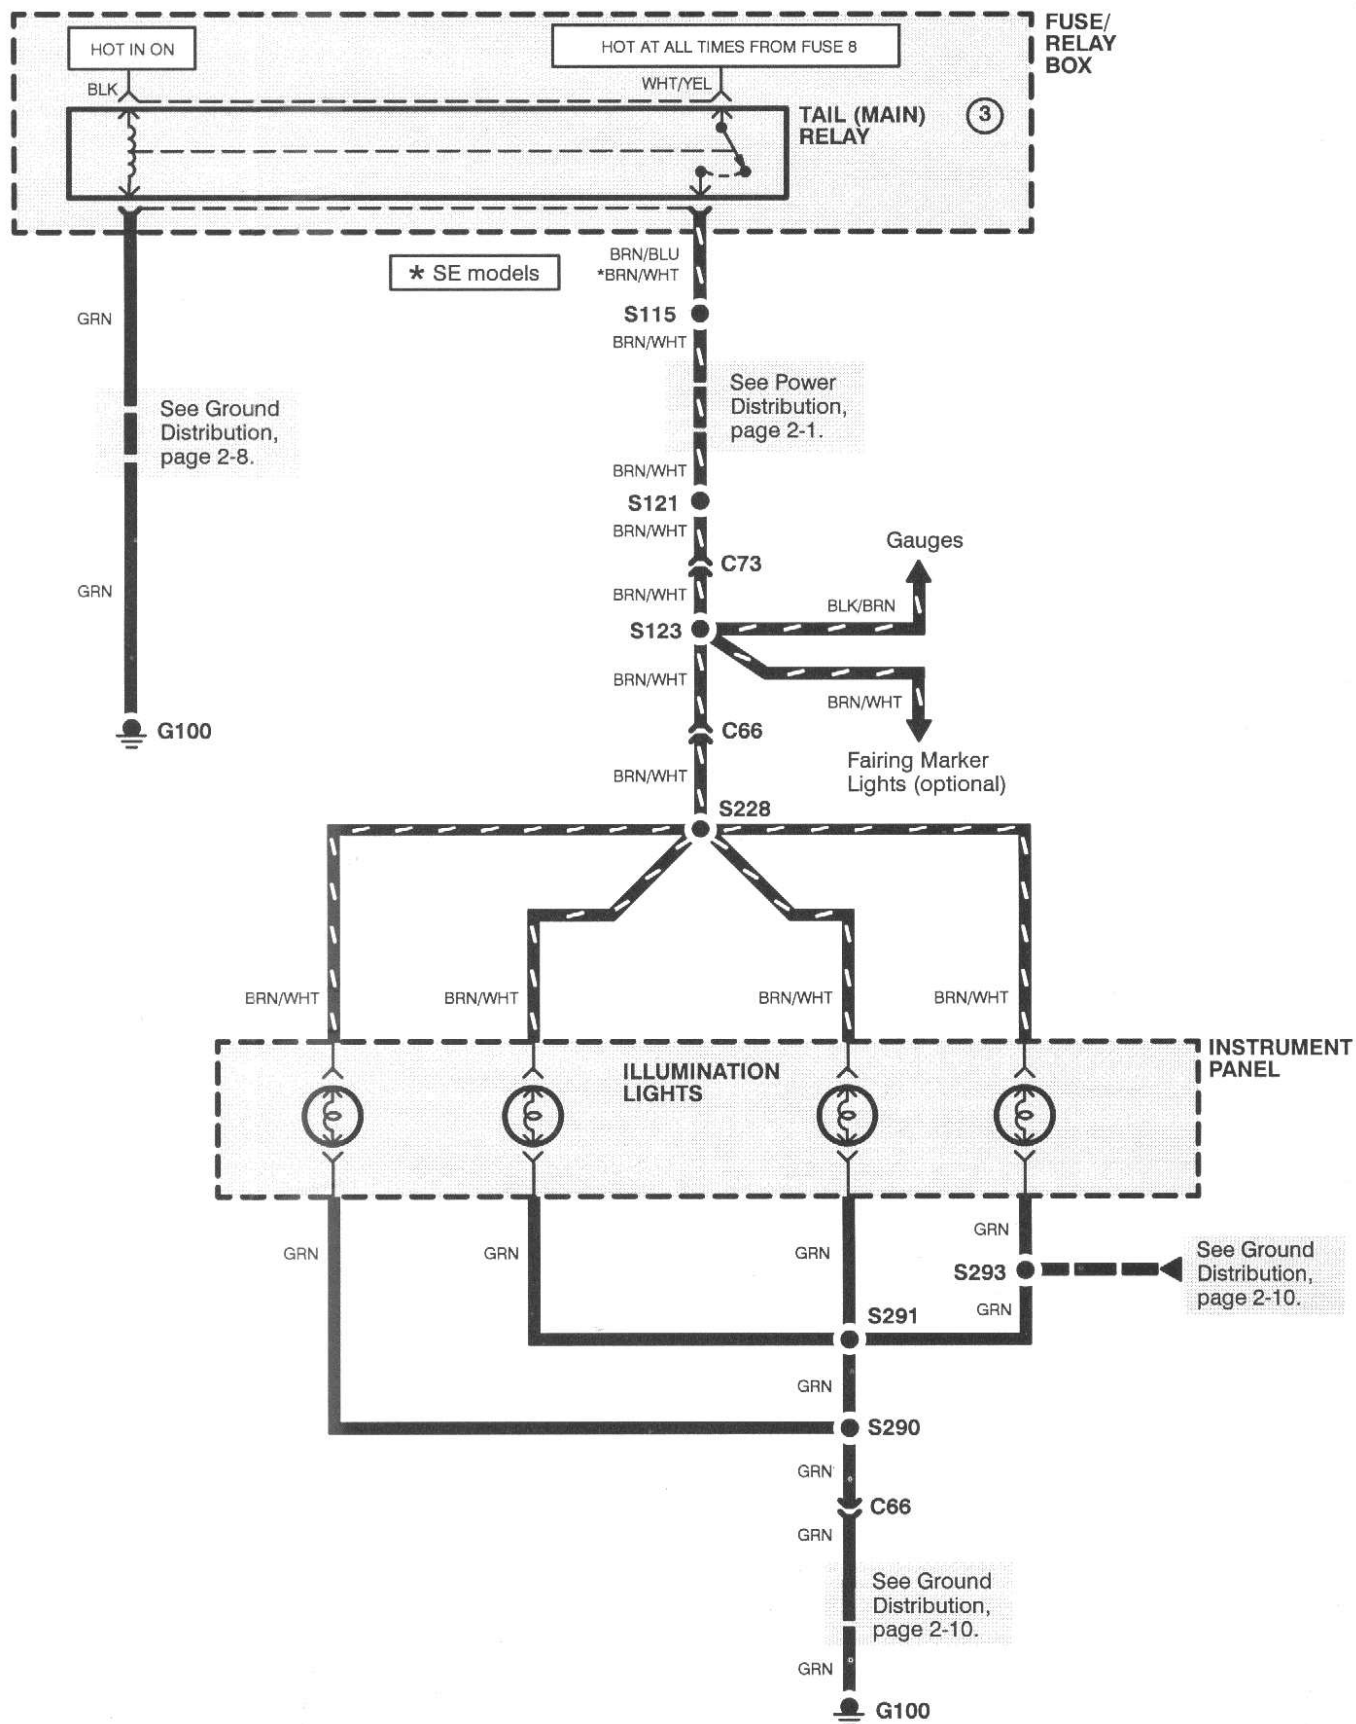 FUSE/
RELAY
BOX
HOT IN ON
HOT AT ALL TIMES FROM FUSE 8
BLK
WHT/YEL
TAIL (MAIN)
RELAY
3
BRN/BLU
*BRN/WHT
* SE models
S115
GRN
BRN/WHT
See Power
Distribution,
page 2-1.
See Ground
Distribution,
page 2-8.
BRN/WHT
S121
BRN/WHT
Gauges
C73
GRN
BRN/WHT
BLK/BRN
S123
BRN/WHT
BRN/WHT
G100
C66
Fairing Marker
Lights (optional)
BRN/WHT
S228
BRN/WHT
BRN/WHT
BRN/WHT
BRN/WHT
INSTRUMENT
PANEL
ILLUMINATION
LIGHTS
GRN
GRN
GRN
GRN
S293
See Ground
Distribution,
page 2-10.
GRN
S291
GRN
S290
GRN
C66
GRN
See Ground
Distribution,
page 2-10.
GRN
G100